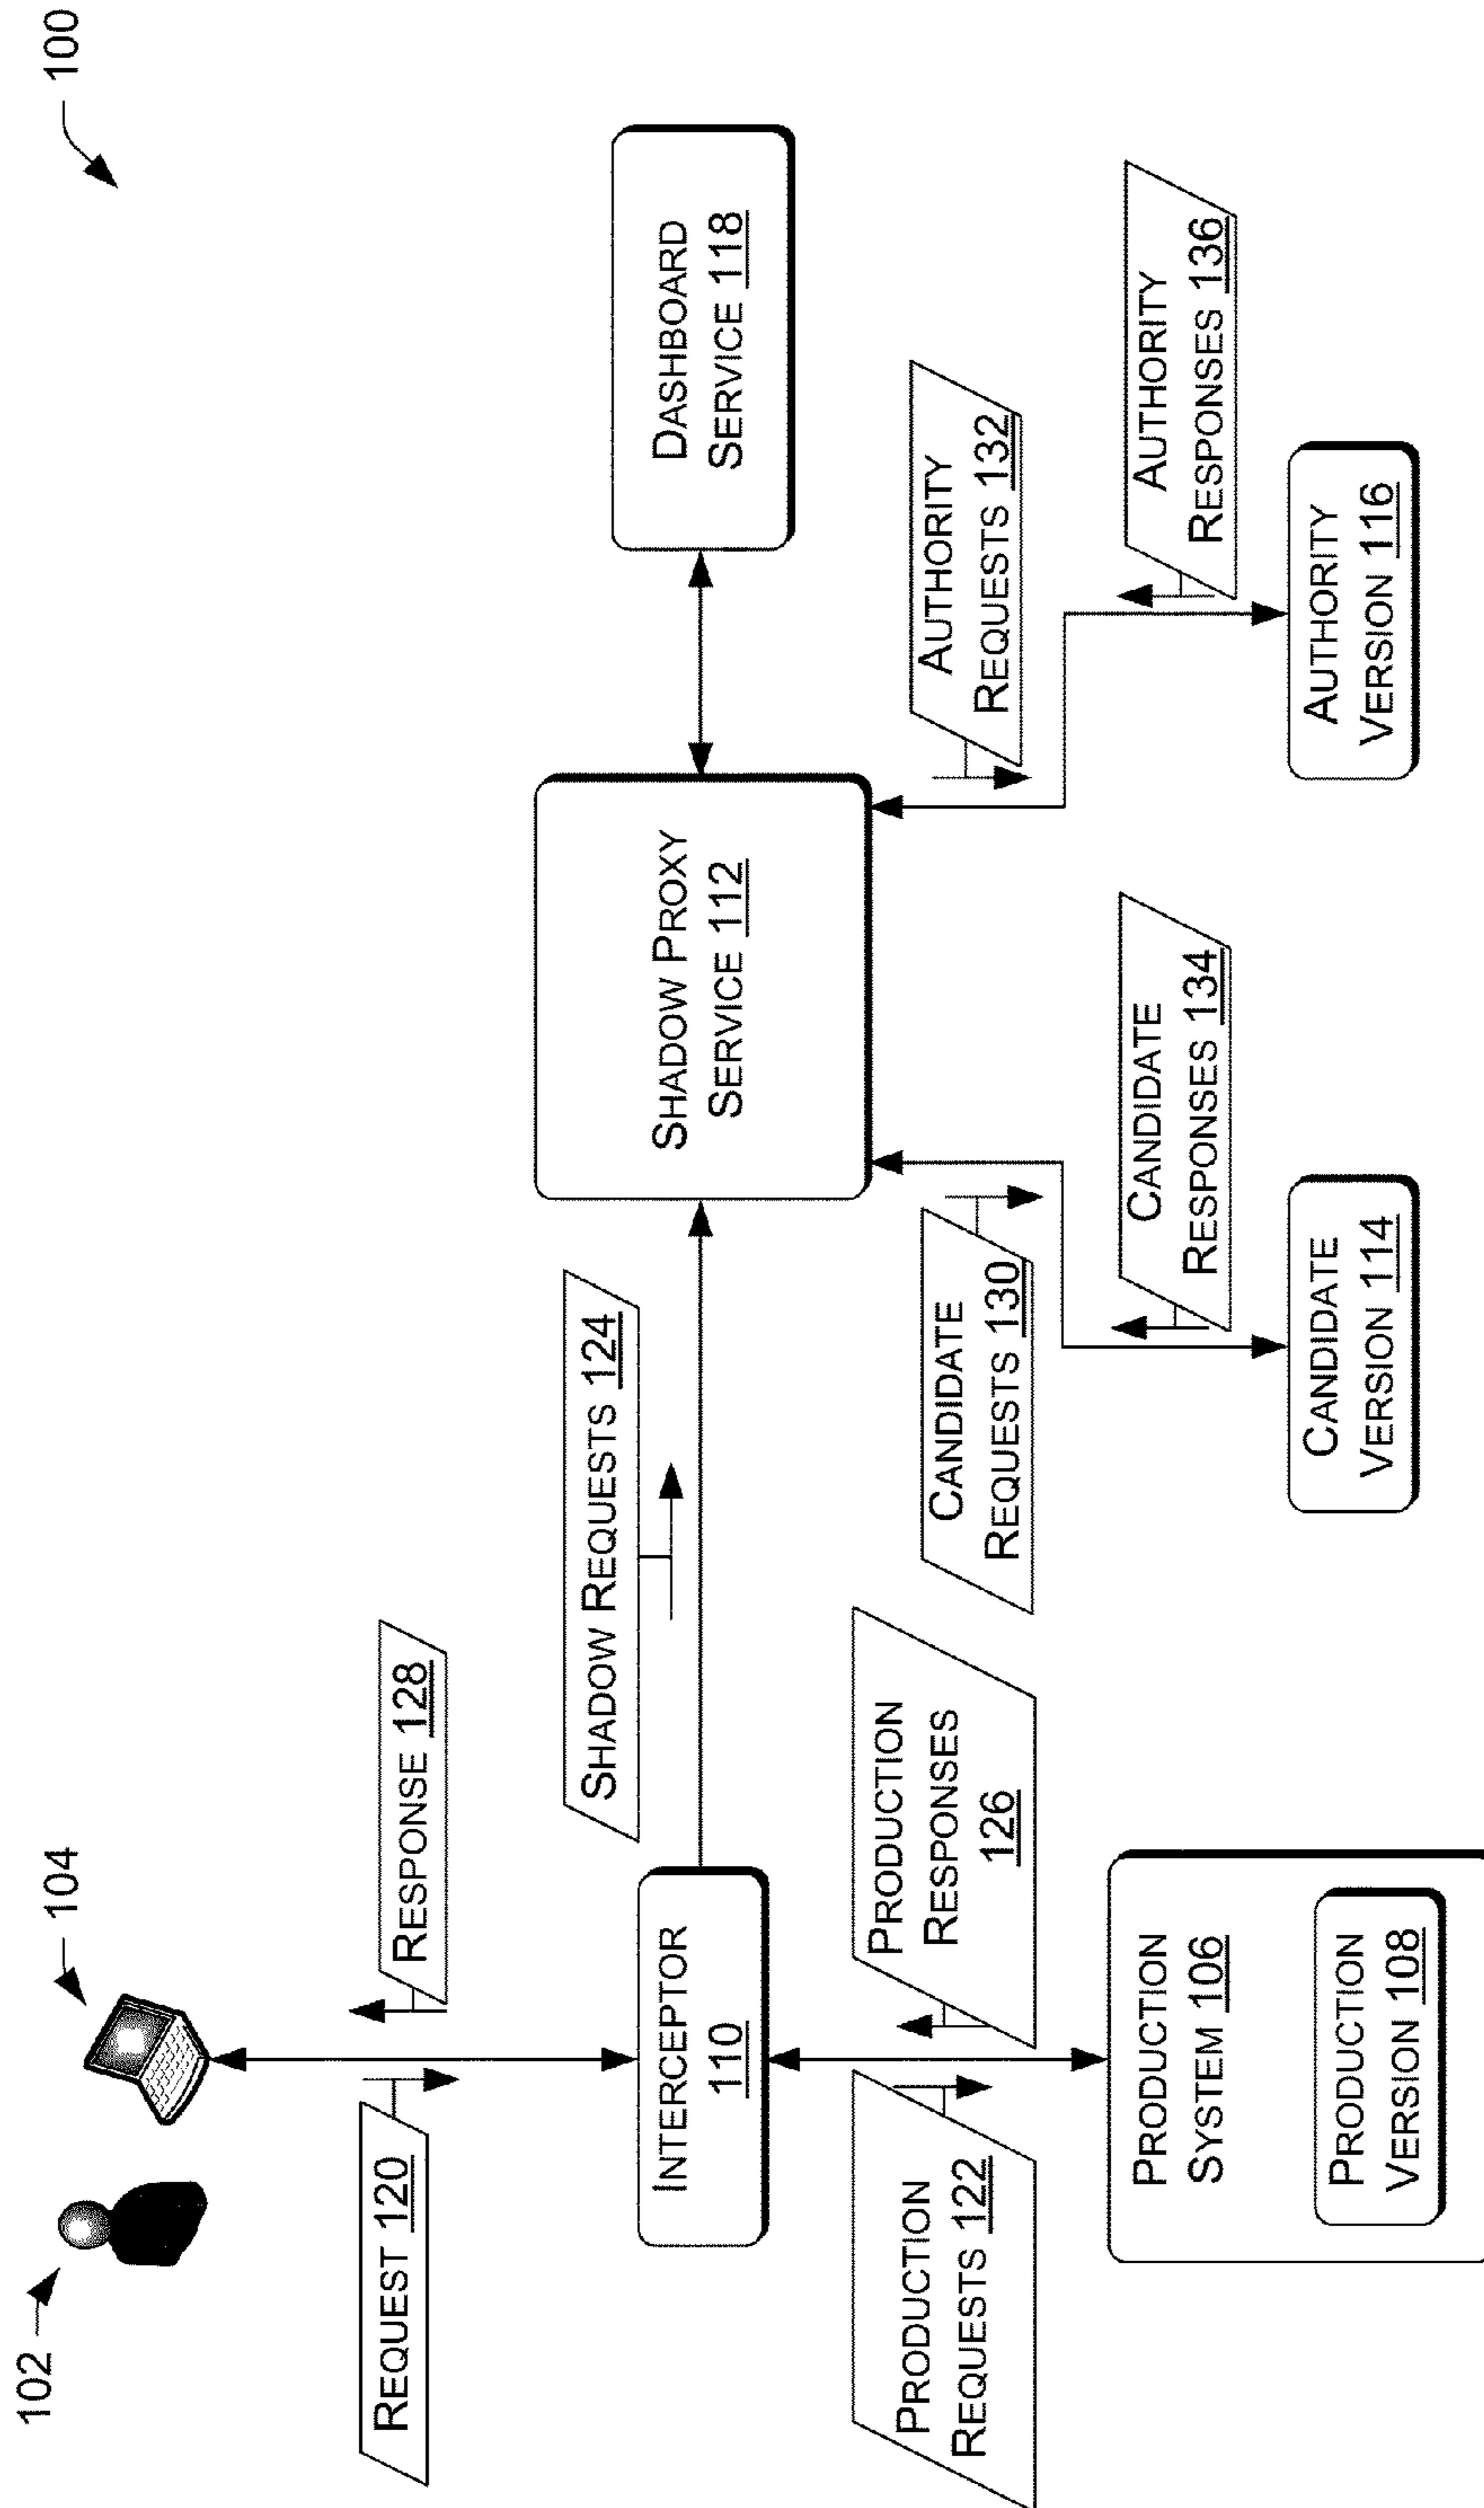 100
102
104
REQUEST 120
RESPONSE 128
INTERCEPTOR
110
SHADOW REQUESTS 124
SHADOW PROXY
SERVICE 112
DASHBOARD
SERVICE 118
PRODUCTION
REQUESTS 122
PRODUCTION
RESPONSES
126
CANDIDATE
REQUESTS 130
AUTHORITY
REQUESTS 132
CANDIDATE
RESPONSES 134
AUTHORITY
RESPONSES 136
PRODUCTION
SYSTEM 106
PRODUCTION
VERSION 108
CANDIDATE
VERSION 114
AUTHORITY
VERSION 116